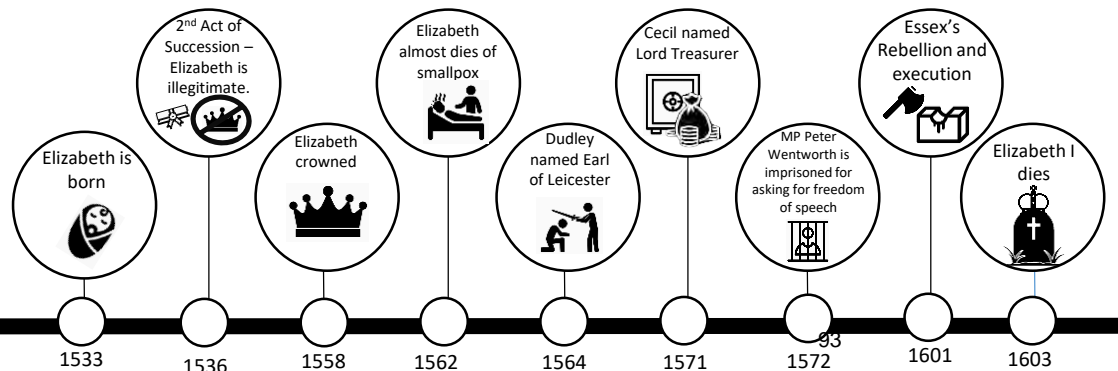 Elizabeth is
born
2nd Act of
Succession –
Elizabeth is
illegitimate.
Elizabeth
crowned
Elizabeth
almost dies of
smallpox
Dudley
named Earl
of Leicester
Cecil named
Lord Treasurer
MP Peter
Wentworth is
imprisoned for
asking for freedom
of speech
Essex's
Rebellion and
execution
Elizabeth I
dies
1533
1536
1558
1562
1564
1571
1572
93
1601
1603